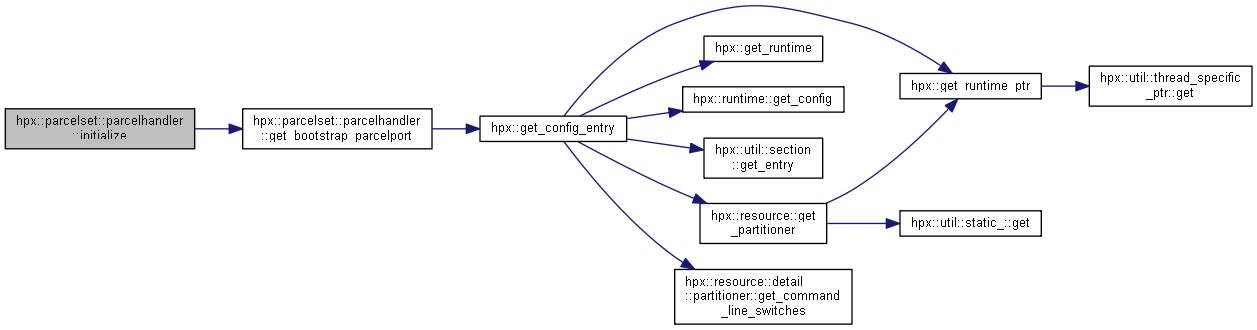 hpx::parcelset::parcelhandler
::initialize
hpx::parcelset::parcelhandler
::get_bootstrap_parcelport
hpx::get_config_entry
hpx::get_runtime
hpx::runtime::get_config
hpx::util::section
::get_entry
hpx::resource::get
_partitioner
hpx::resource::detail
::partitioner::get_command
_line_switches
hpx::get_runtime_ptr
hpx::util::static_::get
hpx::util::thread_specific
_ptr::get